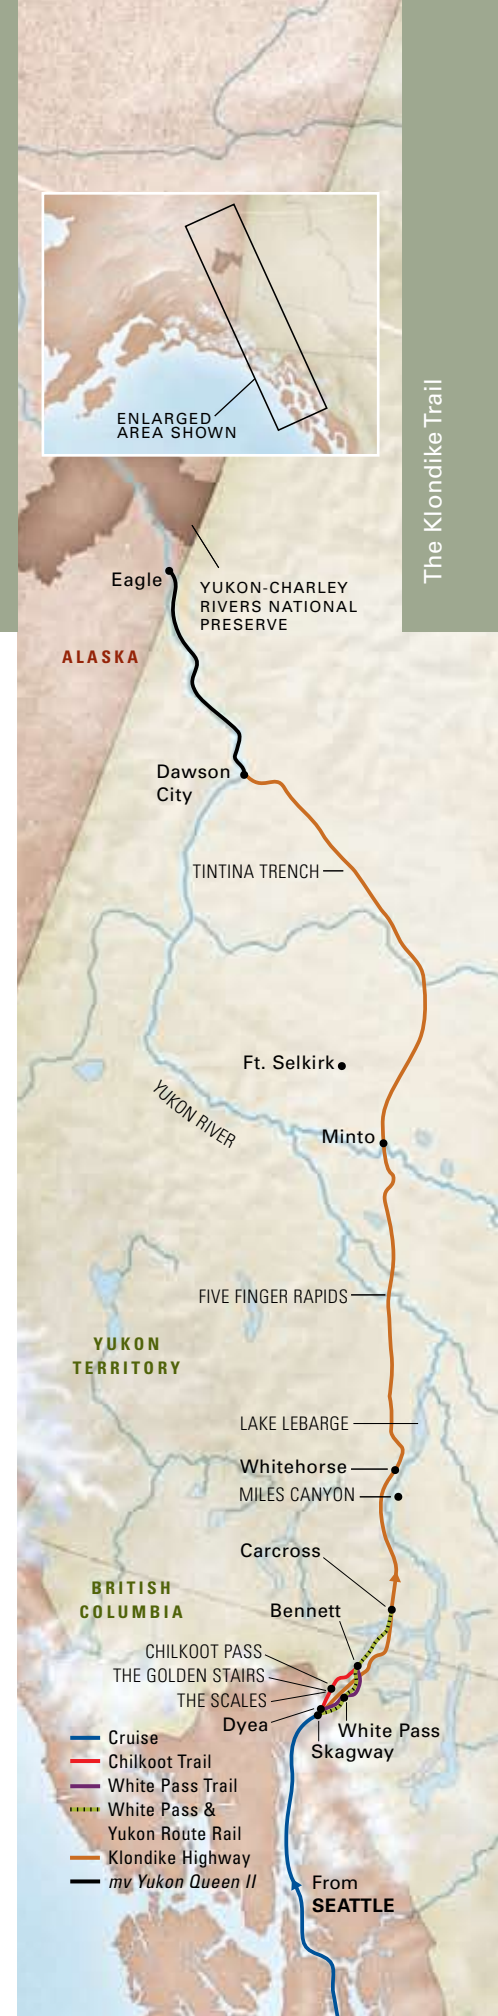 The Klondike Trail
ENLARGED
AREA SHOWN
Eagle
YUKON-CHARLEY
RIVERS NATIONAL
PRESERVE
ALASKA
Dawson
City
TINTINA TRENCH
Ft. Selkirk
YUKON RIVER
Minto
FIVE FINGER RAPIDS
YUKON
TERRITORY
LAKE LEBARGE
Whitehorse
MILES CANYON
Carcross
BRITISH
COLUMBIA
Bennett
CHILKOOT PASS
THE GOLDEN STAIRS
THE SCALES
Dyea
White Pass
Skagway
Cruise
Chilkoot Trail
White Pass Trail
White Pass &
Yukon Route Rail
Klondike Highway
mv Yukon Queen II
From
SEATTLE